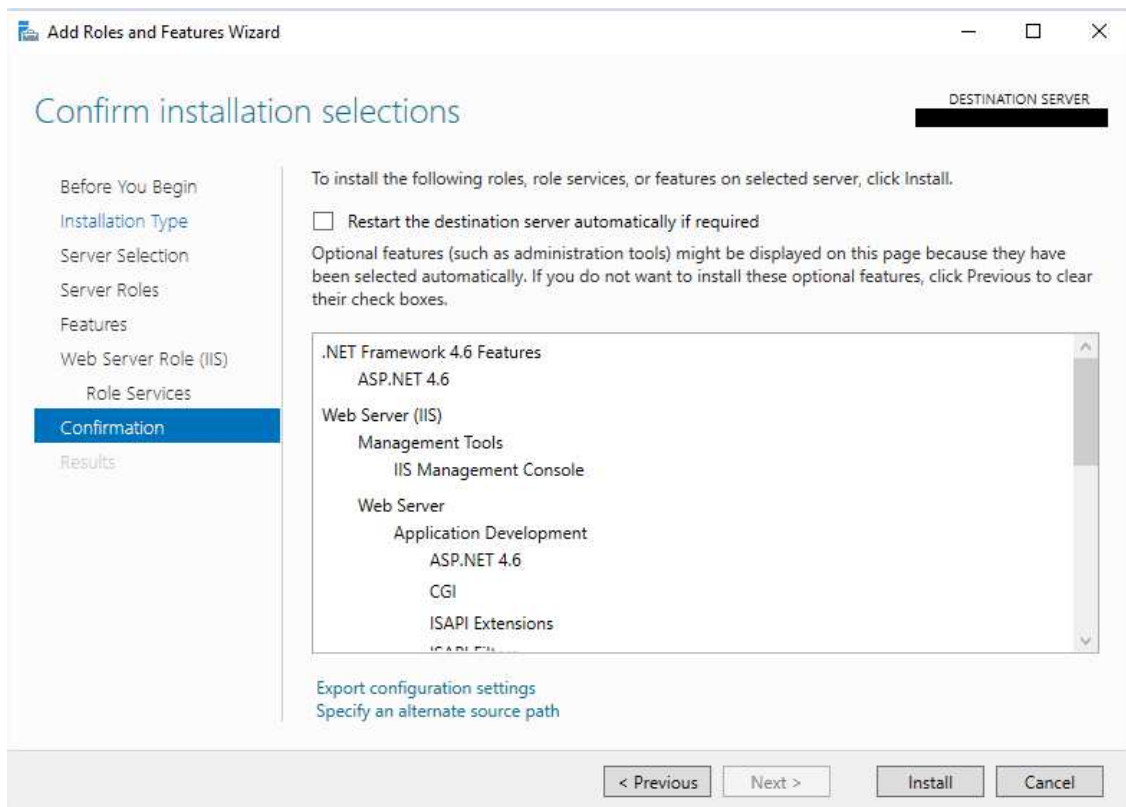 Add Roles and Features Wizard
Confirm installation selections
DESTINATION SERVER
Before You Begin
Installation Type
Server Selection
Server Roles
Features
Web Server Role (IIS)
Role Services
Confirmation
Results
To install the following roles, role services, or features on selected server, click Install.
Restart the destination server automatically if required
Optional features (such as administration tools) might be displayed on this page because they have
been selected automatically. If you do not want to install these optional features, click Previous to clear
their check boxes.
.NET Framework 4.6 Features
ASP.NET 4.6
Web Server (IIS)
Management Tools
IIS Management Console
Web Server
Application Development
ASP.NET 4.6
CGI
ISAPI Extensions
Export configuration settings
Specify an alternate source path
< Previous
Next >
Install
Cancel